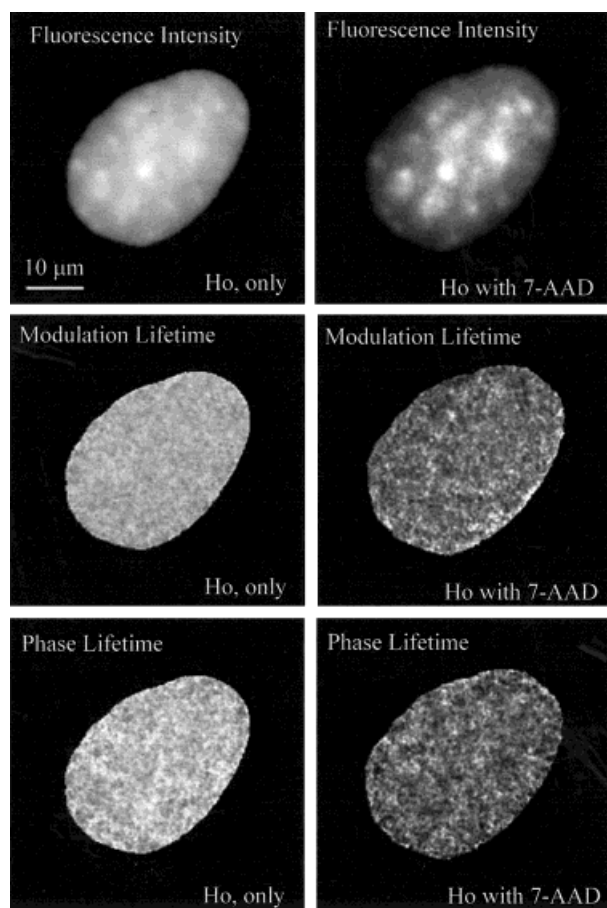 Fluorescence Intensity
10 μm
Ho, only
Fluorescence Intensity
Ho with 7-AAD
Modulation Lifetime
Ho, only
Modulation Lifetime
Ho with 7-AAD
Phase Lifetime
Ho, only
Phase Lifetime
Ho with 7-AAD